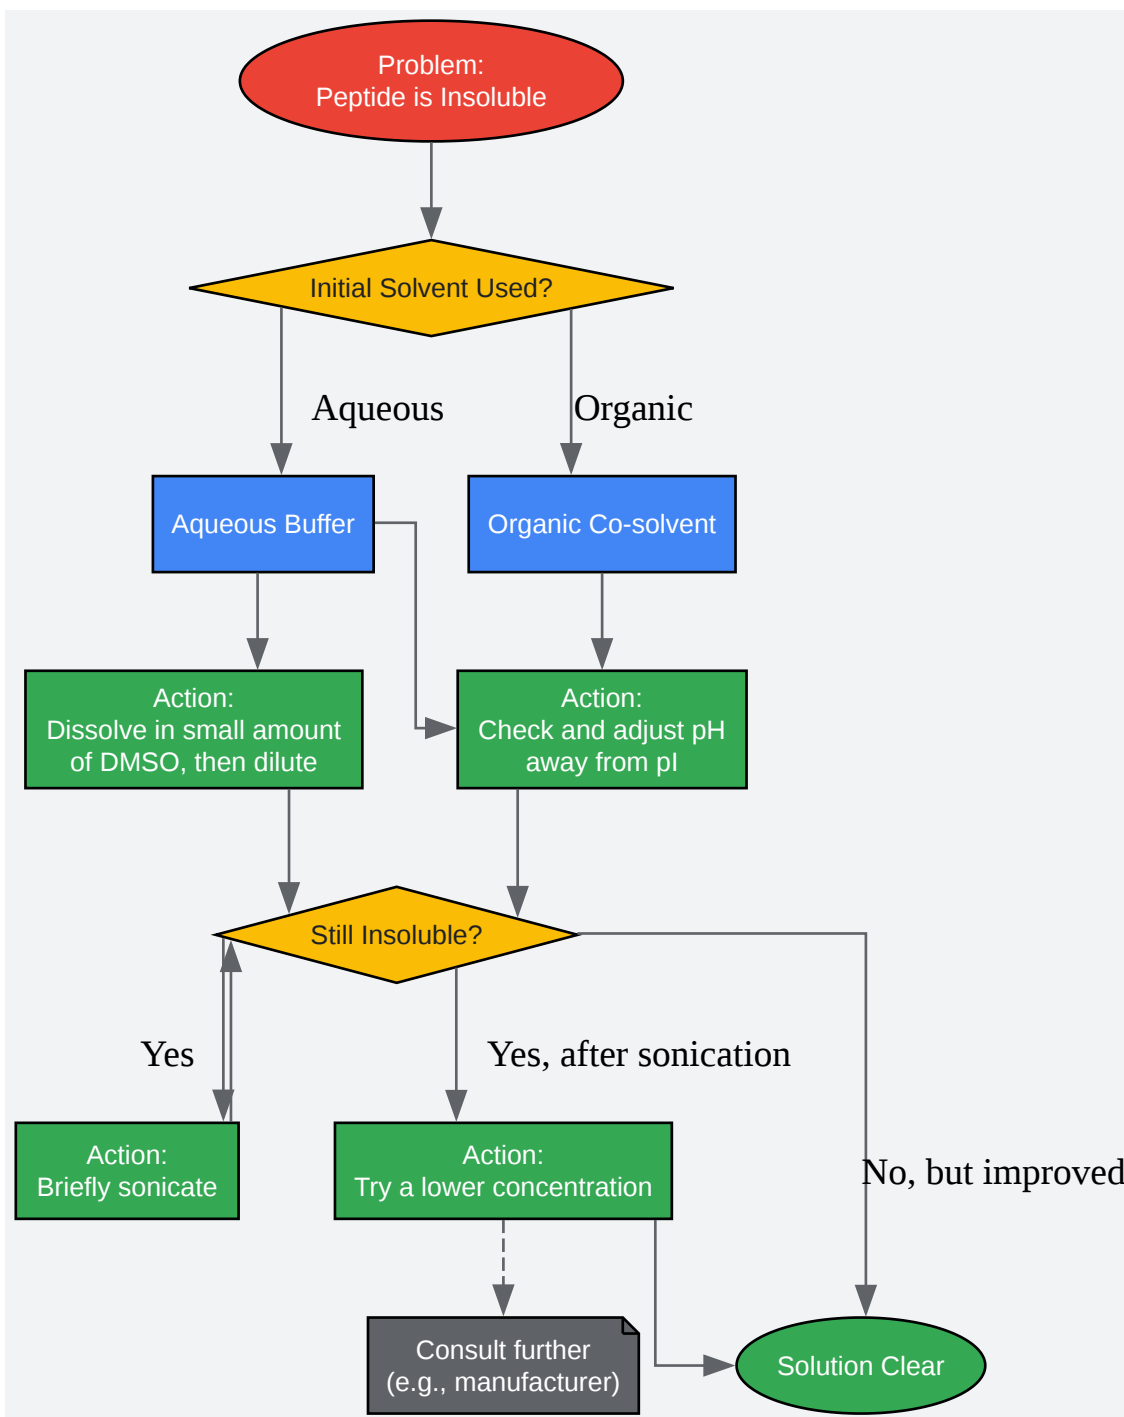 Problem:
Peptide is Insoluble
Initial Solvent Used?
Aqueous
Organic
Aqueous Buffer
Organic Co-solvent
Action:
Dissolve in small amount
of DMSO, then dilute
Action:
Check and adjust pH
away from pI
Still Insoluble?
Yes
Yes, after sonication
No, but improved
Action:
Briefly sonicate
Action:
Try a lower concentration
Consult further
(e.g., manufacturer)
Solution Clear